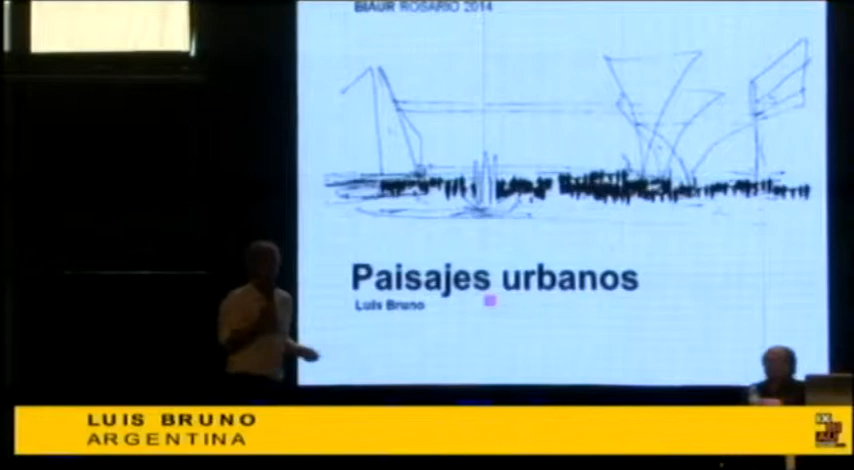 BIAUR ROSARIO 2014
Paisajes urbanos
Luis Bruno
LUIS BRUNO
ARGENTINA